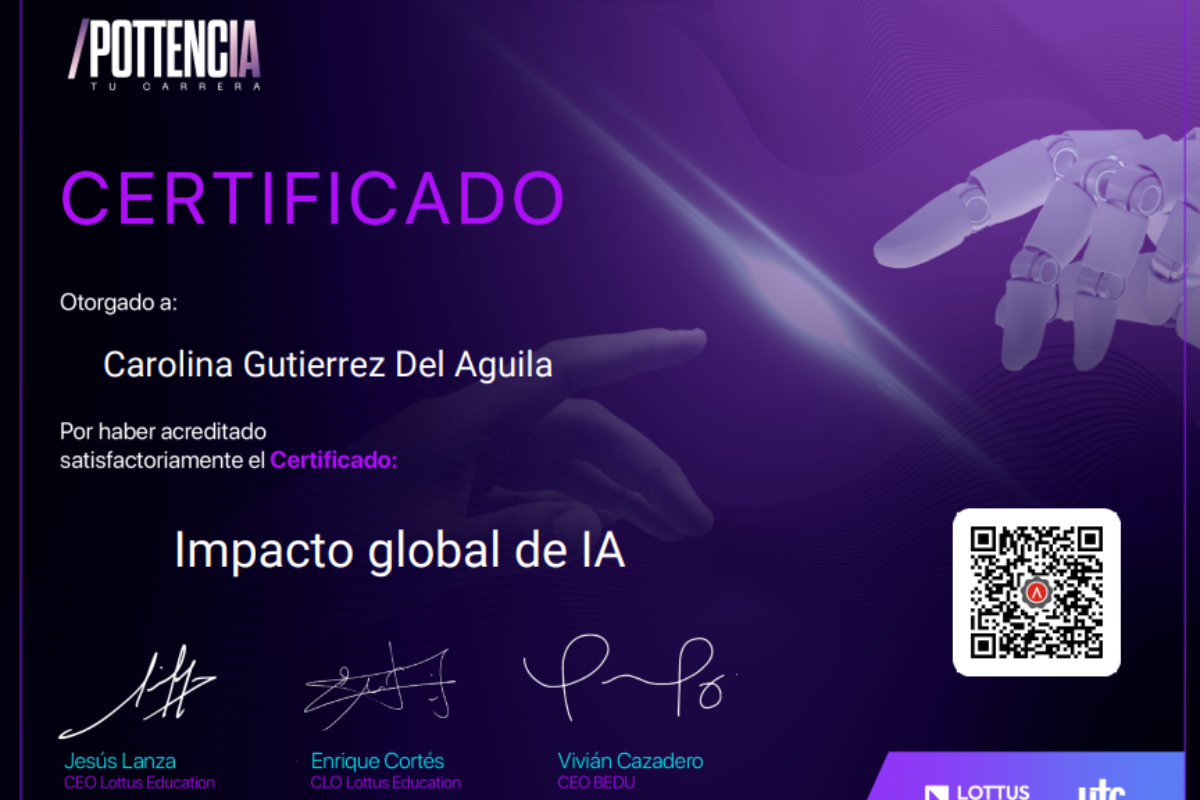 /POTTENCIA
TU CARRERA
CERTIFICADO
Otorgado a:
Carolina Gutierrez Del Aguila
Por haber acreditado
satisfactoriamente el Certificado:
Impacto global de IA
Jesús Lanza
CEO Lottus Education
Enrique Cortés
CLO Lottus Education
Vivián Cazadero
CEO BEDU
LOTTUS
utc